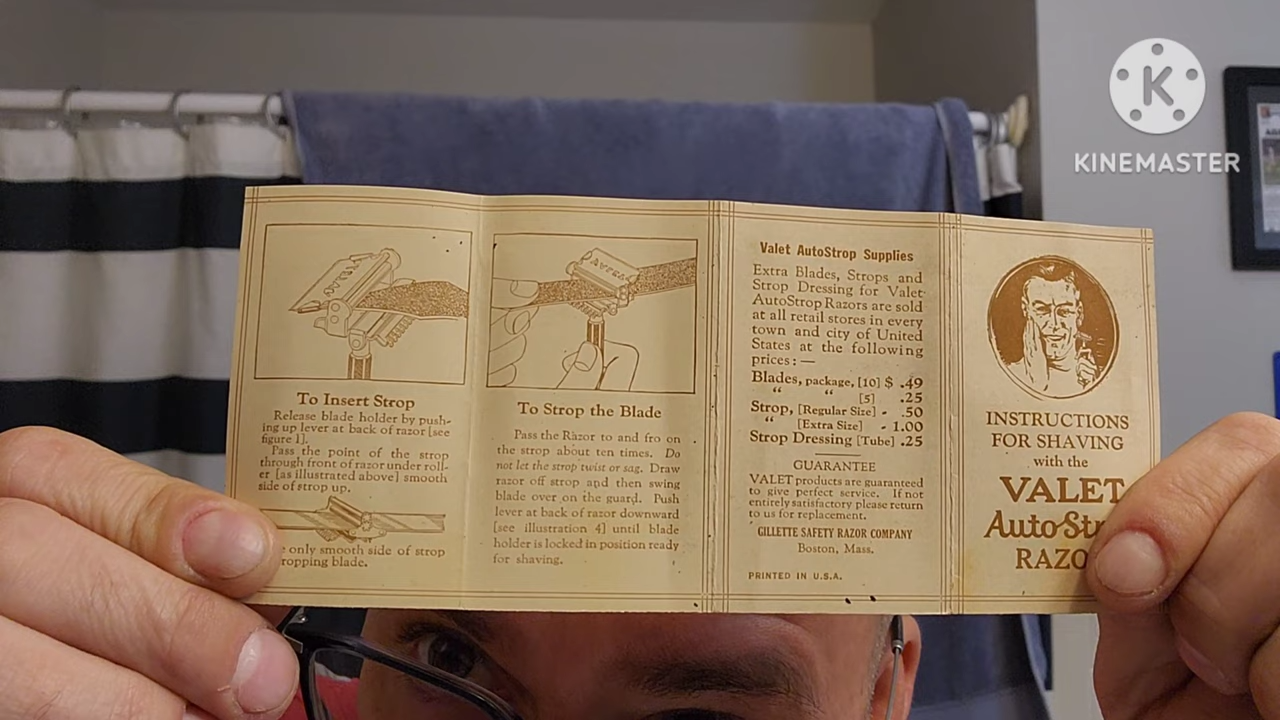 KINEMASTER
To Insert Strop
Release blade holder by push-
ing up lever at back of razor [see
figure 1].
Pass the point of the strop
through front of razor under roll-
er [as illustrated above] smooth
side of strop up.
only smooth side of strop
blade.
To Strop the Blade
Pass the Razor to and fro on
the strop about ten times. Do
not let the strop twist or sag. Draw
razor off strop and then swing
blade over on the guard. Push
lever at back of razor downward
[see illustration 4] until blade
holder is locked in position ready
for shaving.
Valet AutoStrop Supplies
Extra Blades, Strops and
Strop Dressing for Valet
AutoStrop Razors are sold
at all retail stores in every
town and city of United
States at the following
prices: —
Blades, package, [10] $ .49
“ “ [5] .25
Strop, [Regular Size] - .50
“ [Extra Size] - 1.00
Strop Dressing [Tube] .25
GUARANTEE
VALET products are guaranteed
to give perfect service. If not
entirely satisfactory please return
to us for replacement.
GILLETTE SAFETY RAZOR COMPANY
Boston, Mass.
PRINTED IN U.S.A.
INSTRUCTIONS
FOR SHAVING
with the
VALET
AutoStr
RAZO